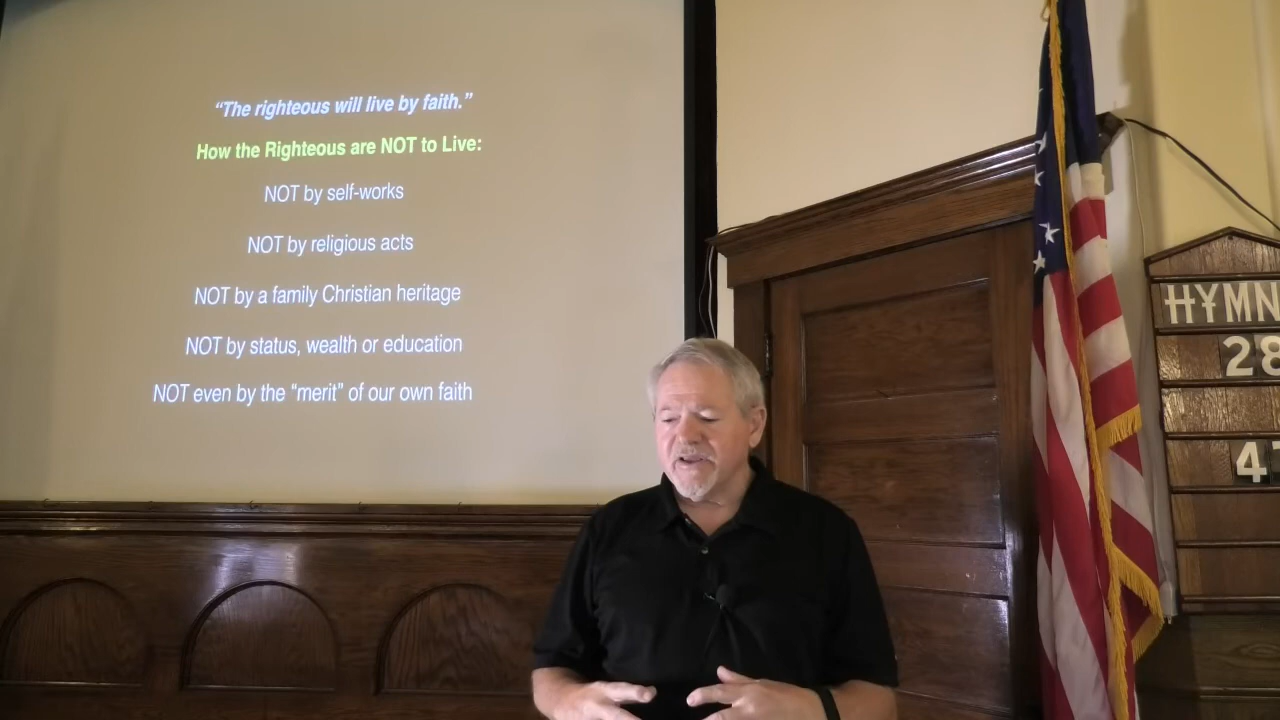 “The righteous will live by faith.”
How the Righteous are NOT to Live:
NOT by self-works
NOT by religious acts
NOT by a family Christian heritage
NOT by status, wealth or education
NOT even by the “merit” of our own faith
HYMN
28
4